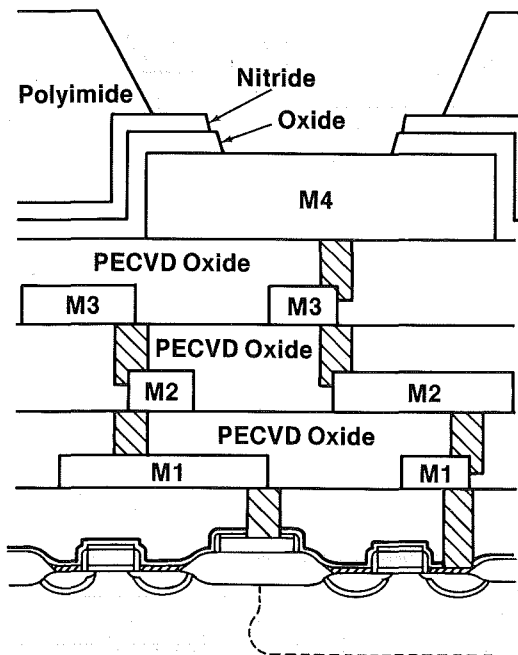 Nitride
Polyimide
Oxide
M4
PECVD Oxide
M3
M3
PECVD Oxide
M2
M2
PECVD Oxide
M1
M1